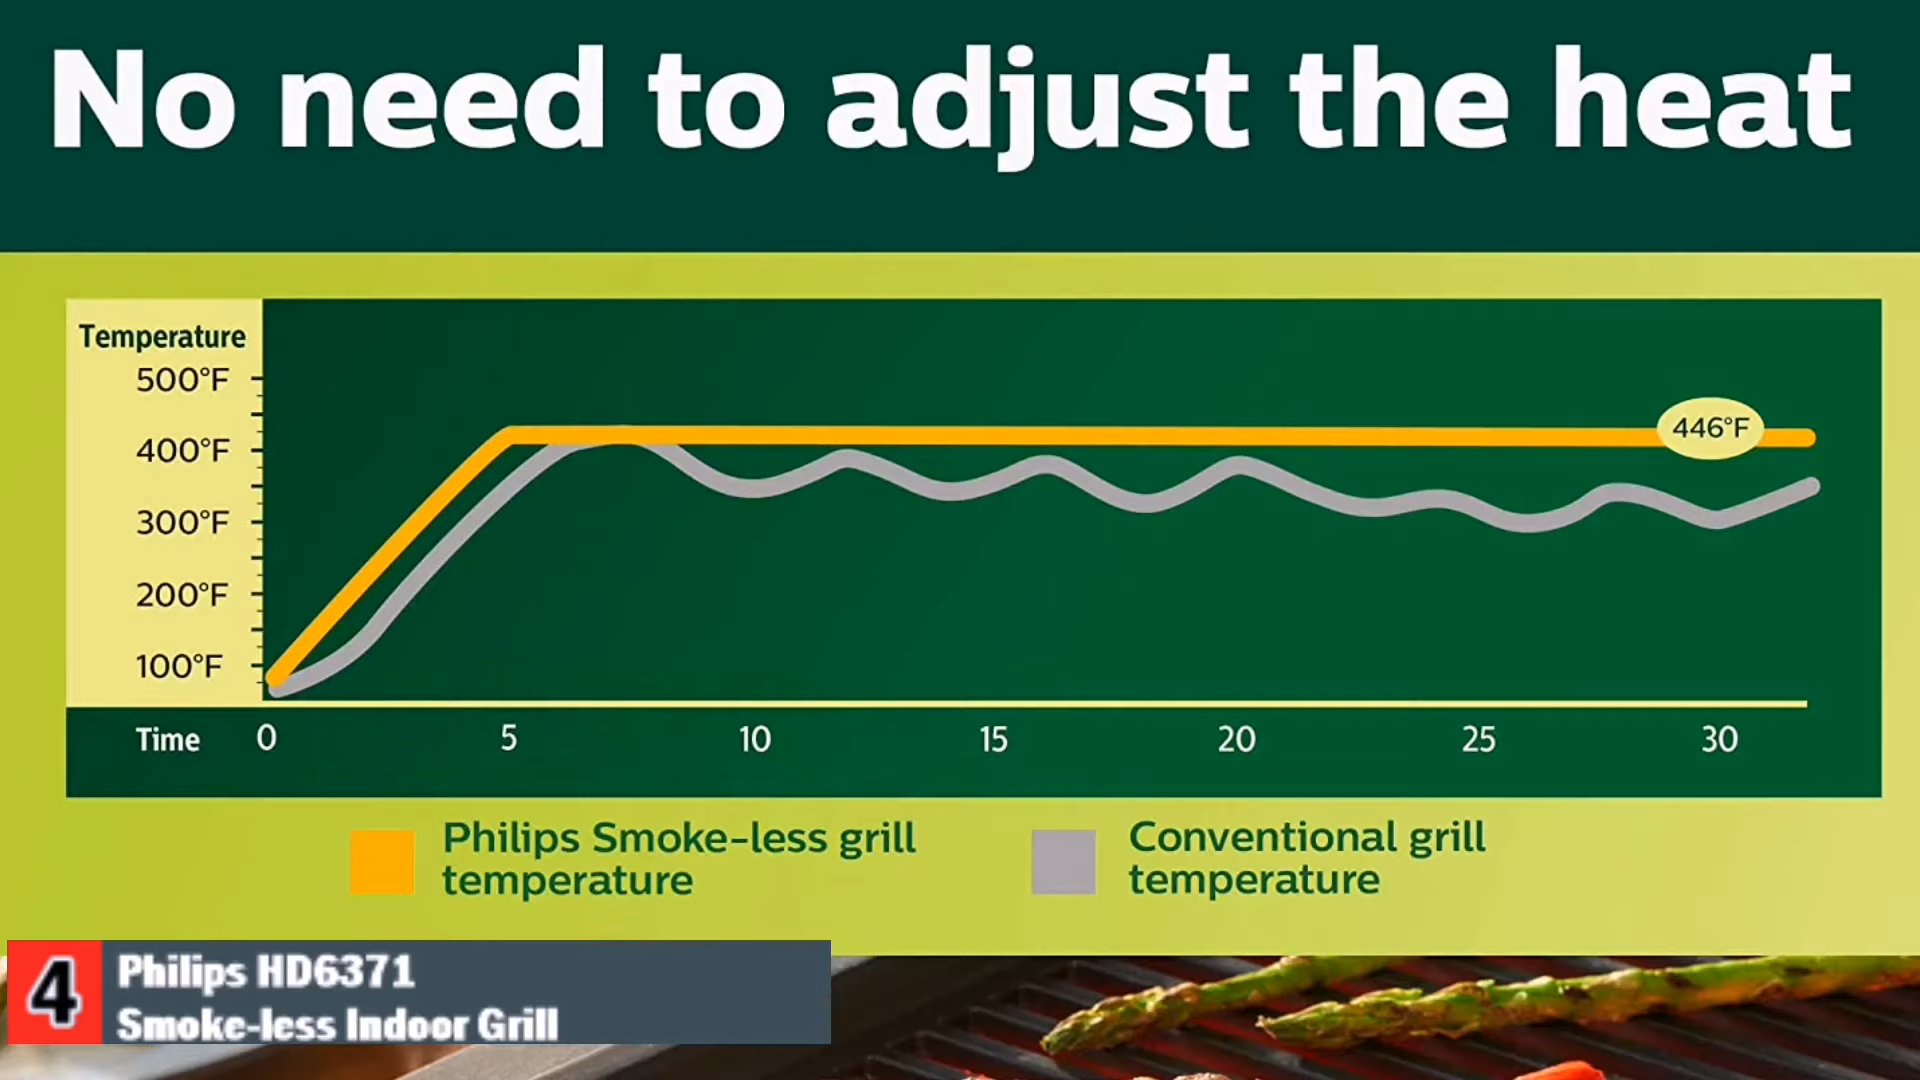 No need to adjust the heat
Temperature
500°F
400°F
446°F
300°F
200°F
100°F
Time 0 5 10 15 20 25 30
Philips Smoke-less grill
temperature
Conventional grill
temperature
4
Philips HD6371
Smoke-less Indoor Grill